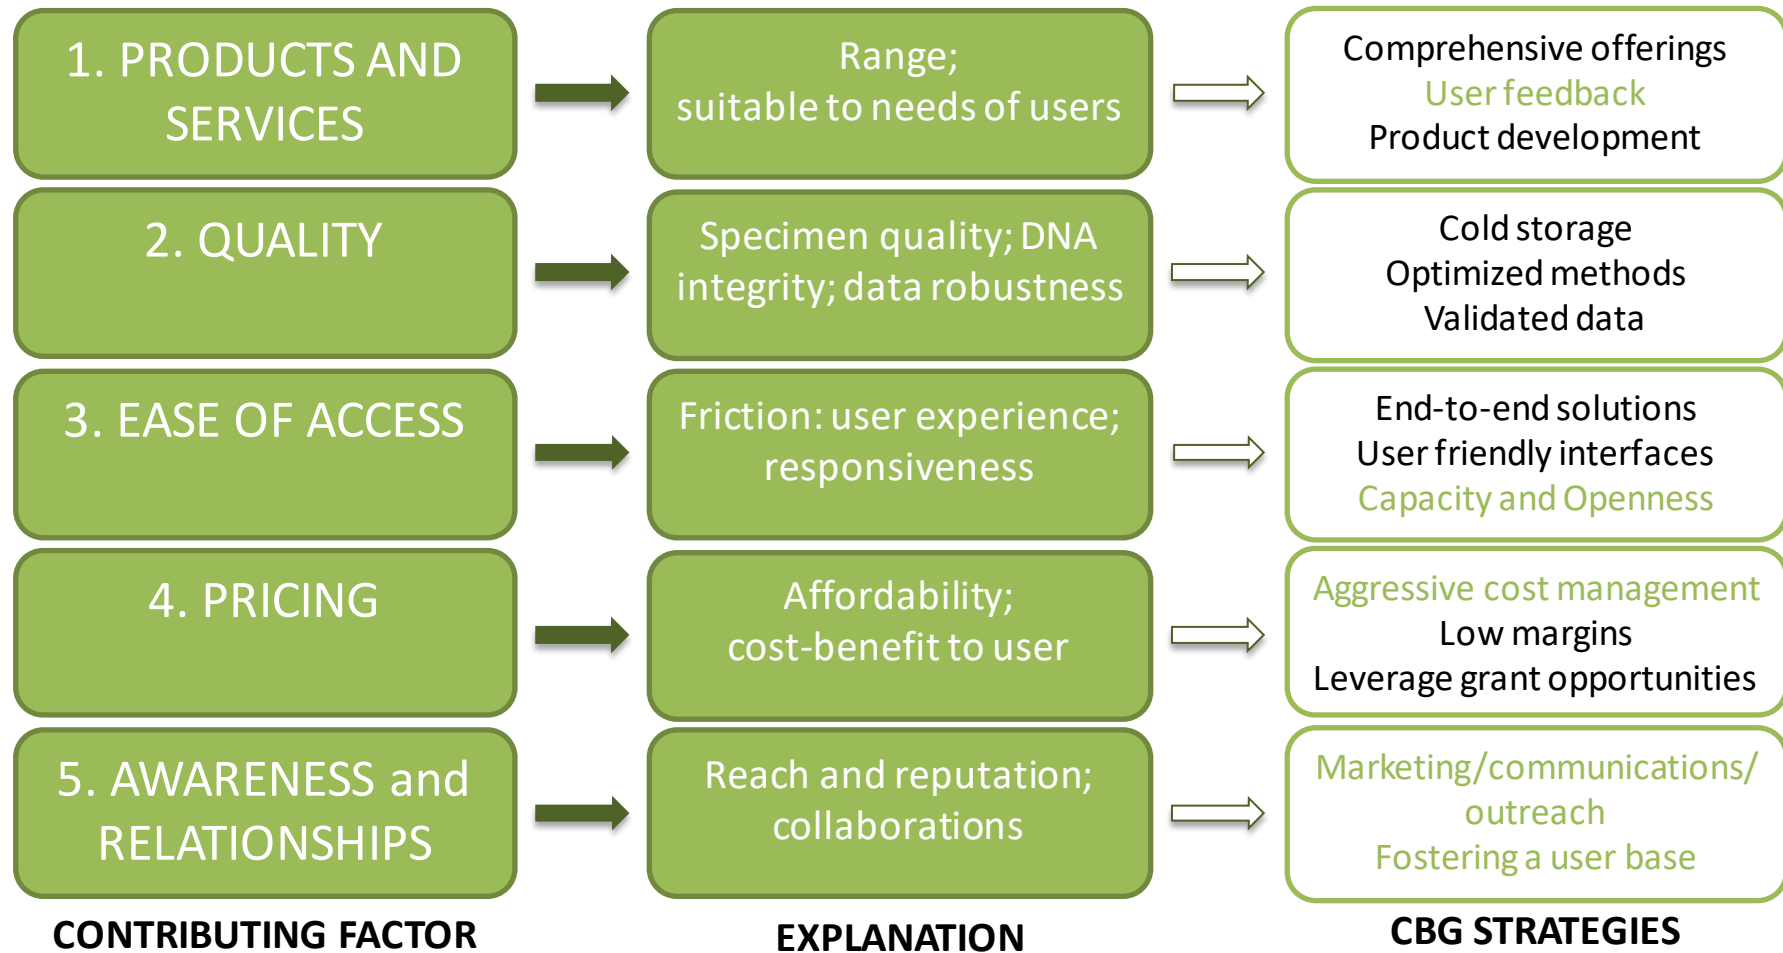 1. PRODUCTS AND
SERVICES
Range;
suitable to needs of users
Comprehensive offerings
User feedback
Product development
2. QUALITY
Specimen quality; DNA
integrity; data robustness
Cold storage
Optimized methods
Validated data
3. EASE OF ACCESS
Friction: user experience;
responsiveness
End-to-end solutions
User friendly interfaces
Capacity and Openness
4. PRICING
Affordability;
cost-benefit to user
Aggressive cost management
Low margins
Leverage grant opportunities
5. AWARENESS and
RELATIONSHIPS
Reach and reputation;
collaborations
Marketing/communications/
outreach
Fostering a user base
CONTRIBUTING FACTOR
EXPLANATION
CBG STRATEGIES